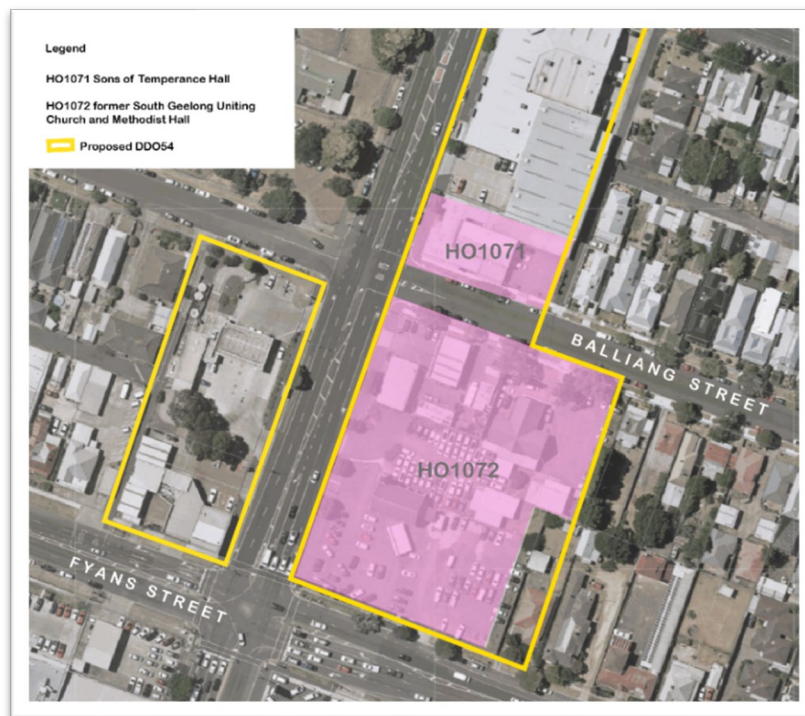 Legend
HO1071 Sons of Temperance Hall
HO1072 former South Geelong Uniting
Church and Methodist Hall
Proposed DDO54
HO1071
BALLIANG STREET
HO1072
FYANS STREET